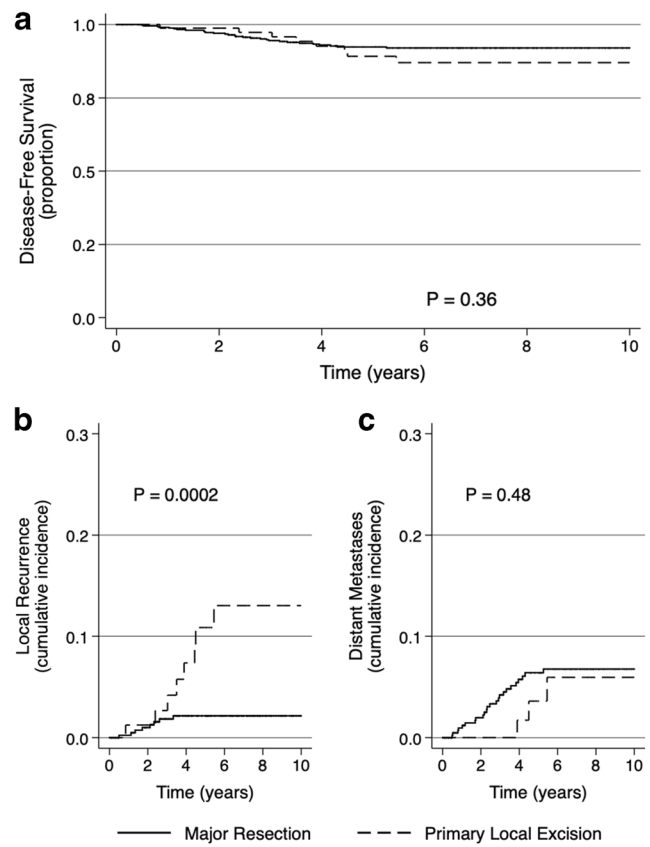 a
1.0
0.8
0.5
0.2
0.0
Disease-Free Survival
(proportion)
P = 0.36
0 2 4 6 8 10
Time (years)
b
0.3
0.2
0.1
0.0
Local Recurrence
(cumulative incidence)
P = 0.0002
0 2 4 6 8 10
Time (years)
c
0.3
0.2
0.1
0.0
Distant Metastases
(cumulative incidence)
P = 0.48
0 2 4 6 8 10
Time (years)
Major Resection
Primary Local Excision